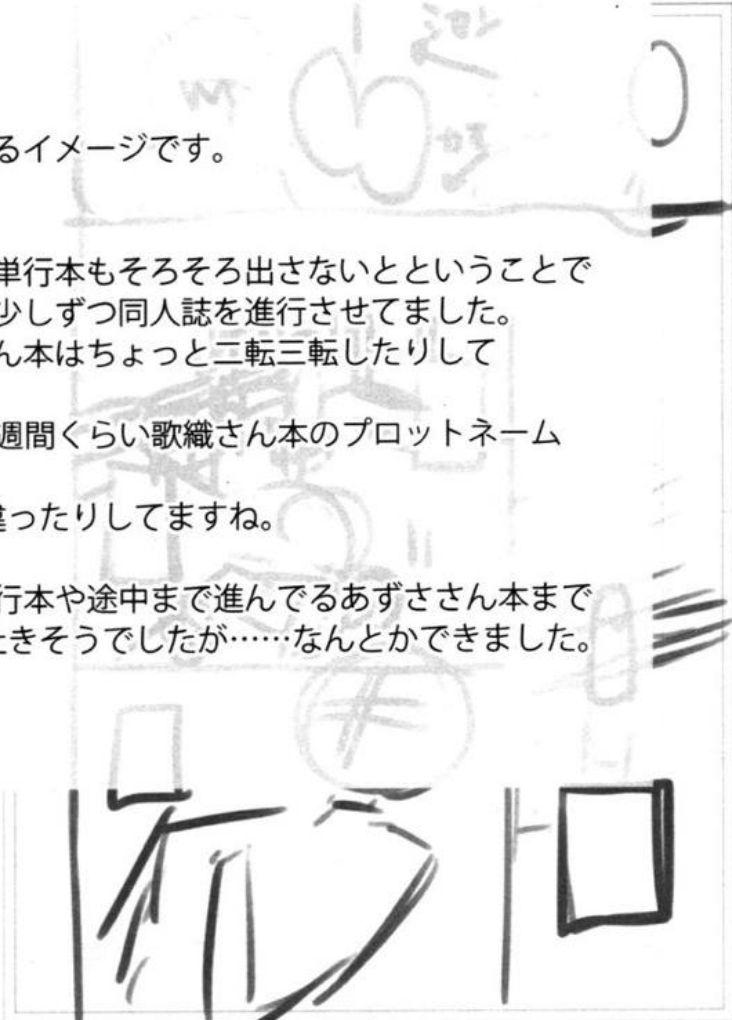 るイメージです。
単行本もそろそろ出さないとということで
少しずつ同人誌を進行させてました。
ん本はちょっと二転三転したりして
週間くらい歌織さん本のプロットネーム
ったりしてますね。
行本や途中まで進んでるあずささん本まで
きそうでしたが……なんとかできました。